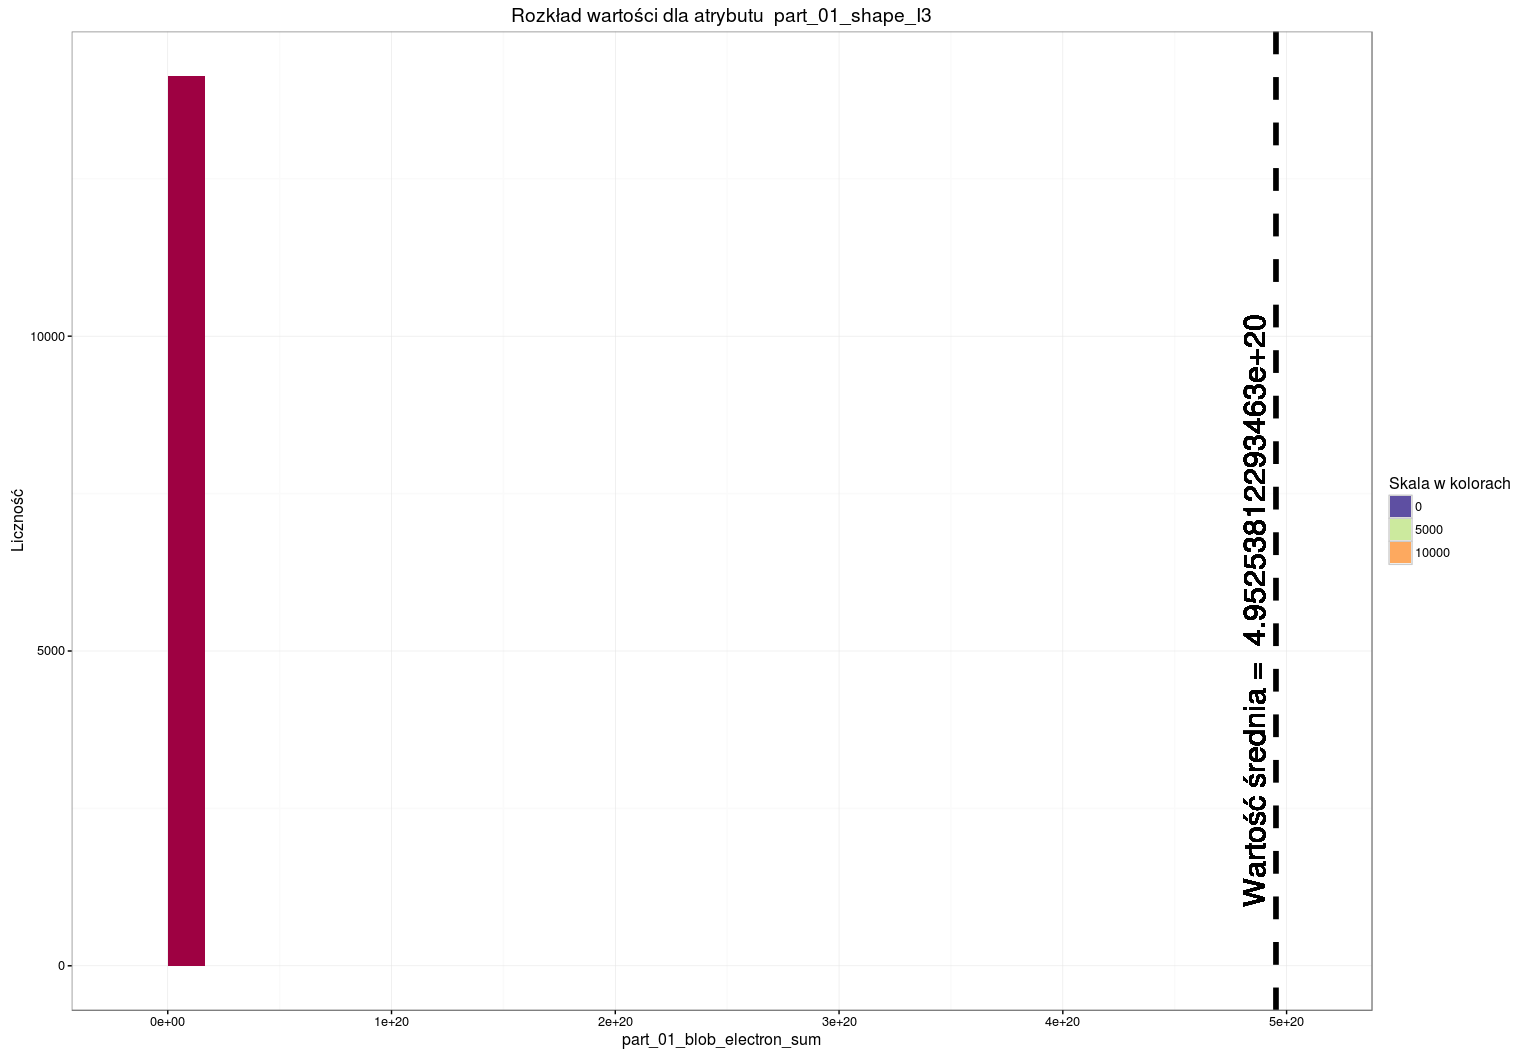 Rozkład wartości dla atrybutu  part_01_shape_I3
Liczność
10000
5000
0
Wartość średnia =  4.95253812293463e+20
0e+00
1e+20
2e+20
3e+20
4e+20
5e+20
part_01_blob_electron_sum
Skala w kolorach
0
5000
10000